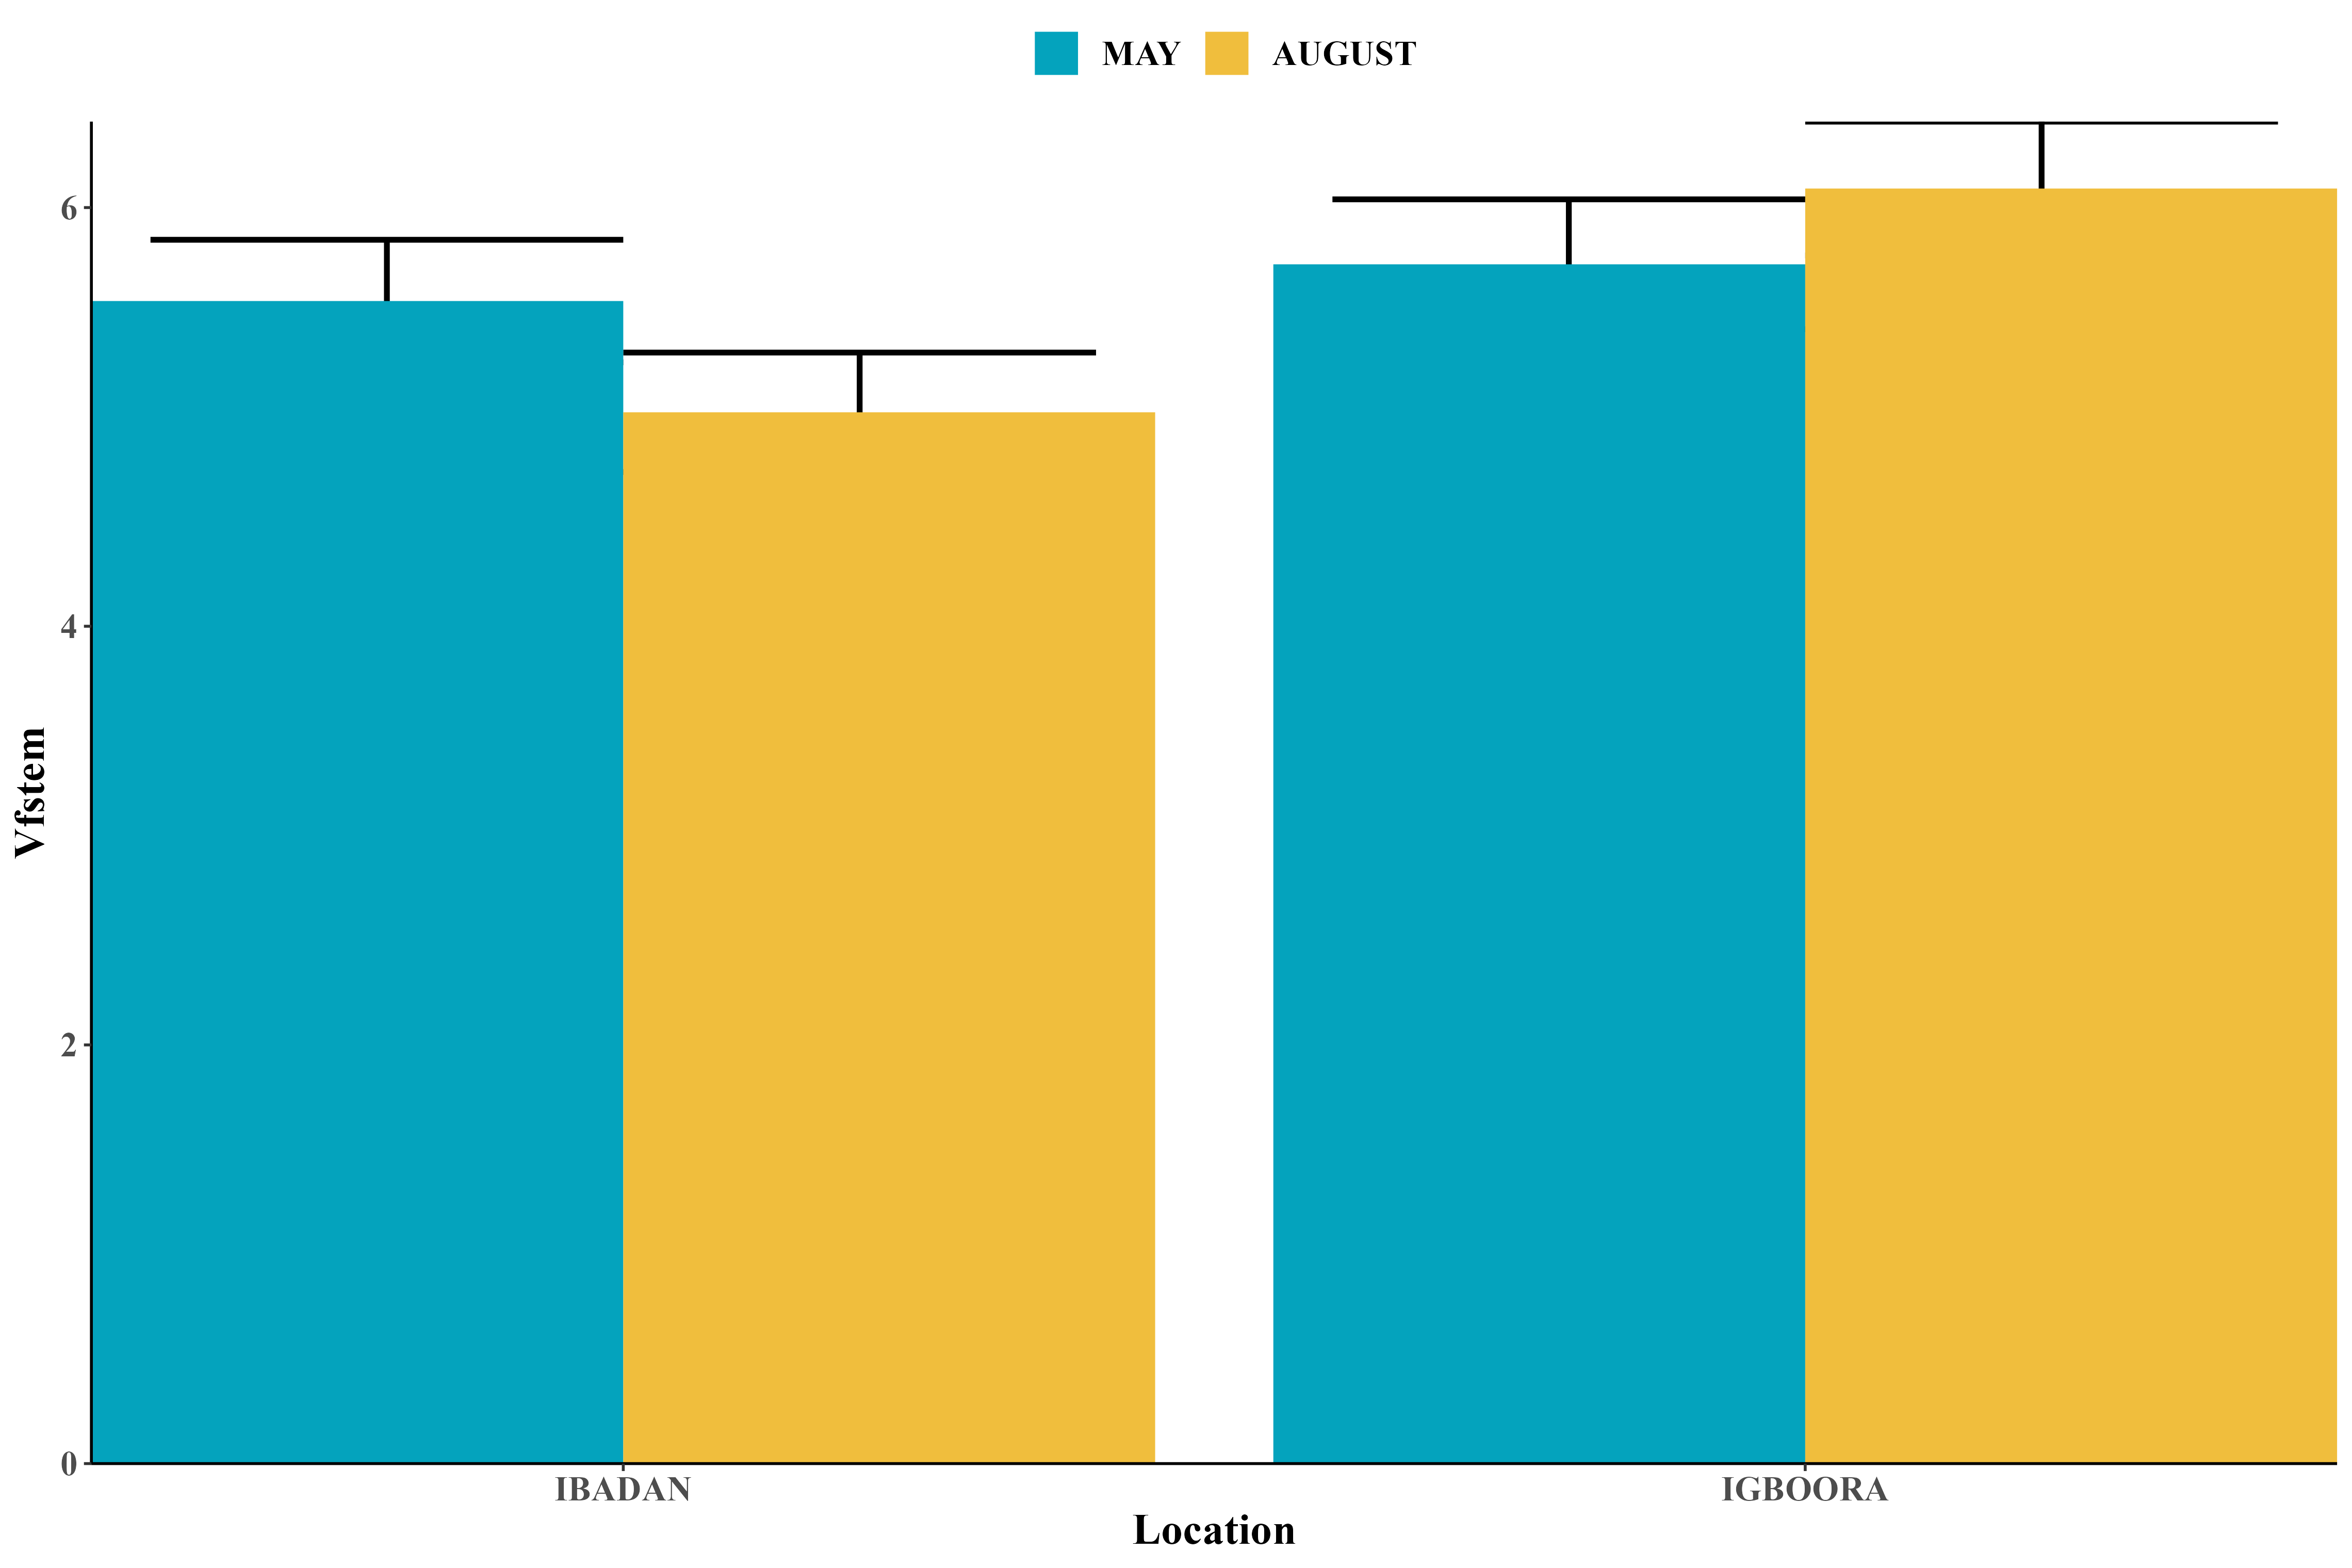 MAY AUGUST
6
4
2
0
Vfstem
IBADAN IGBOORA
Location